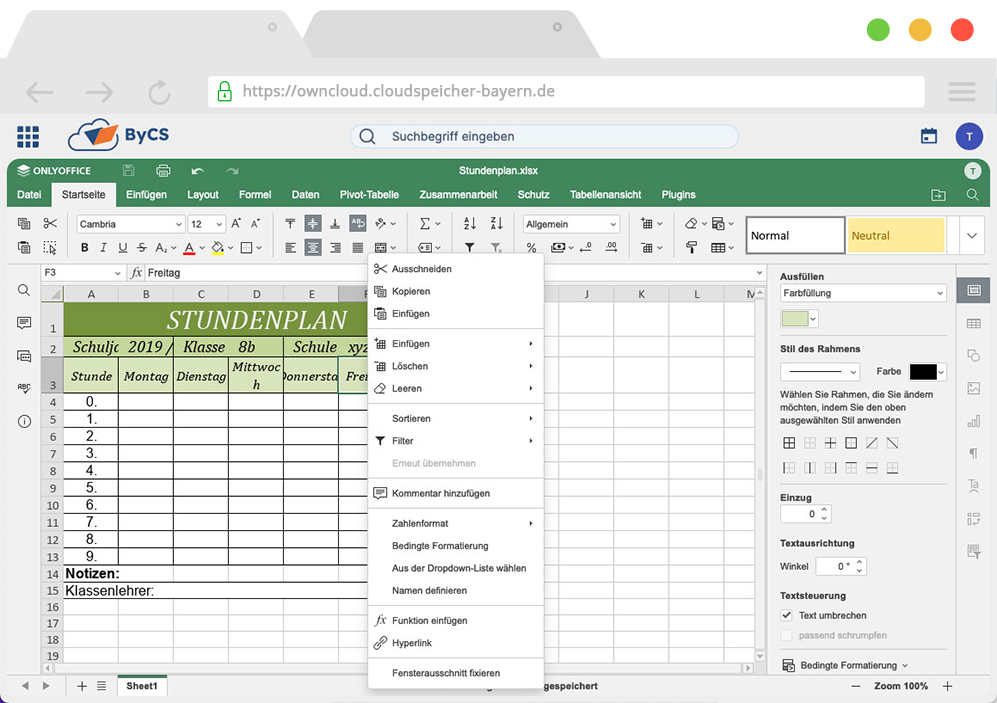 https://owncloud.cloudspeicher-bayern.de
ByCS
Suchbegriff eingeben
T
ONLYOFFICE
Stundenplan.xlsx
T
Datei Startseite Einfügen Layout Formel Daten Pivot-Tabelle Zusammenarbeit Schutz Tabellenansicht Plugins
Cambria 12 Allgemein
Normal
Neutral
F3 Freitag
A B C D E F J K L M
1 STUNDENPLAN
2 Schuljc 2019 / Klasse 8b Schule xyz
3 Stunde Montag Dienstag Mittwoc
h
Donnersta Frei
4 0.
5 1.
6 2.
7 3.
8 4.
9 5.
10 6.
11 7.
12 8.
13 9.
14 Notizen:
15 Klassenlehrer:
16
17
18
19
Ausschneiden
Kopieren
Einfügen
Einfügen
Löschen
Leeren
Sortieren
Filter
Erneut übernehmen
Kommentar hinzufügen
Zahlenformat
Bedingte Formatierung
Aus der Dropdown-Liste wählen
Namen definieren
Funktion einfügen
Hyperlink
Fensterausschnitt fixieren
Ausfüllen
Farbfüllung
Stil des Rahmens
Farbe
Wählen Sie Rahmen, die Sie ändern
möchten, indem Sie den oben
ausgewählten Stil anwenden
Einzug
0
Textausrichtung
Winkel 0 °
Textsteuerung
Text umbrechen
passend schrumpfen
Bedingte Formatierung
Sheet1
gespeichert
Zoom 100%